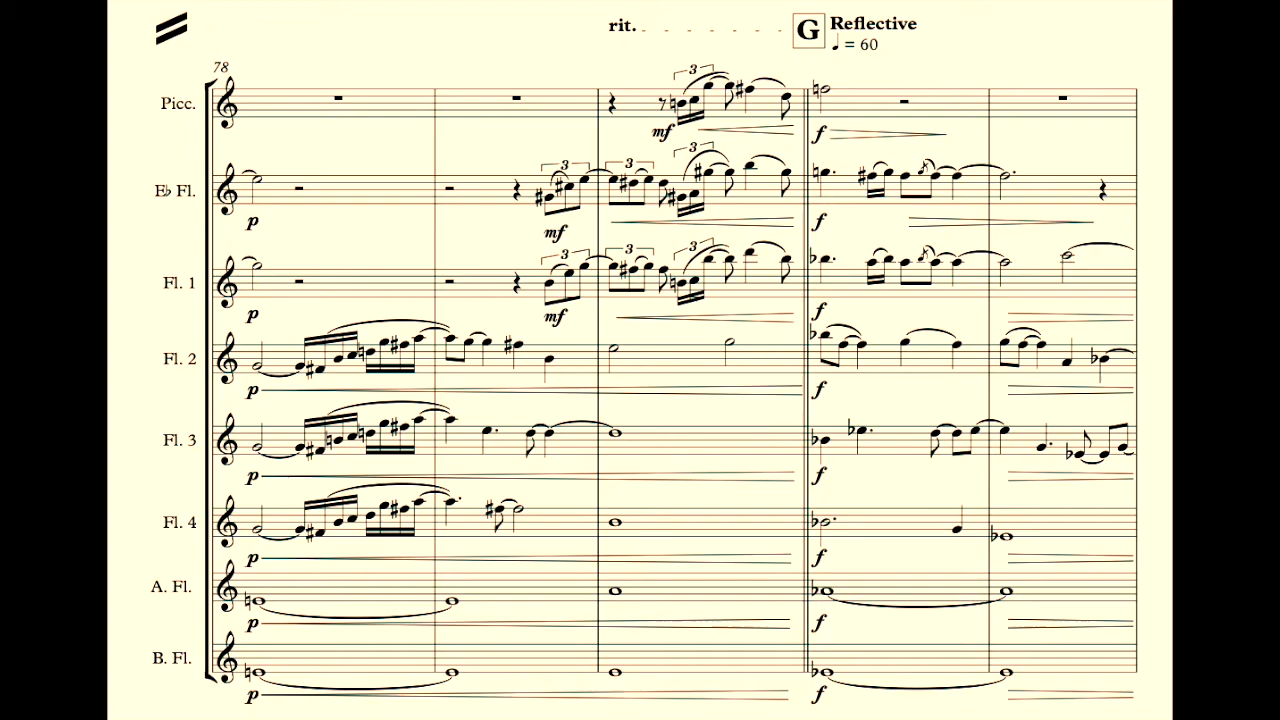 rit.
G Reflective
♩ = 60
78
Picc.
3
mf
f
E♭ Fl.
3 3 3
p
mf
f
Fl. 1
3 3 3
p
mf
f
Fl. 2
p
f
Fl. 3
p
f
Fl. 4
p
f
A. Fl.
p
f
B. Fl.
p
f